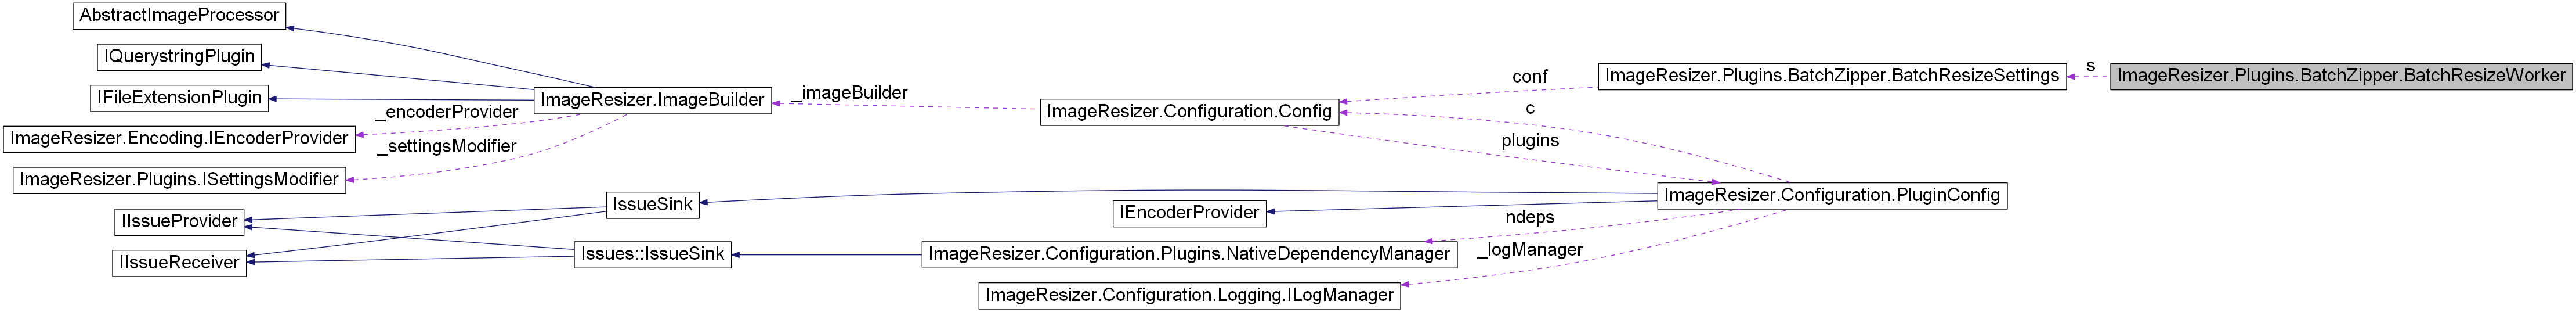 AbstractImageProcessor
IQuerystringPlugin
IFileExtensionPlugin
ImageResizer.Encoding.IEncoderProvider
ImageResizer.Plugins.ISettingsModifier
IIssueProvider
IIssueReceiver
_encoderProvider
_settingsModifier
ImageResizer.ImageBuilder
IssueSink
Issues::IssueSink
_imageBuilder
ImageResizer.Configuration.Config
IEncoderProvider
ImageResizer.Configuration.Plugins.NativeDependencyManager
ImageResizer.Configuration.Logging.ILogManager
conf
c
plugins
ndeps
_logManager
ImageResizer.Plugins.BatchZipper.BatchResizeSettings
ImageResizer.Configuration.PluginConfig
s
ImageResizer.Plugins.BatchZipper.BatchResizeWorker